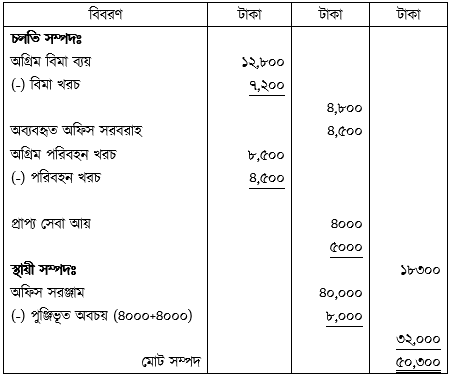 বিবরণ টাকা টাকা টাকা
চলতি সম্পদঃ
অগ্রিম বিমা ব্যয় ১২,৮০০
(-) বিমা খরচ ৭,২০০
৪,৮০০
অব্যবহৃত অফিস সরবরাহ ৪,৫০০
অগ্রিম পরিবহন খরচ ৮,৫০০
(-) পরিবহন খরচ ৪,৫০০
প্রাপ্য সেবা আয় ৪০০০
৫০০০
স্থায়ী সম্পদঃ ১৮৩০০
অফিস সরঞ্জাম ৪০,০০০
(-) পুঞ্জিভূত অবচয় (৪০০০+৪০০০) ৮,০০০
৩২,০০০
মোট সম্পদ ৫০,৩০০